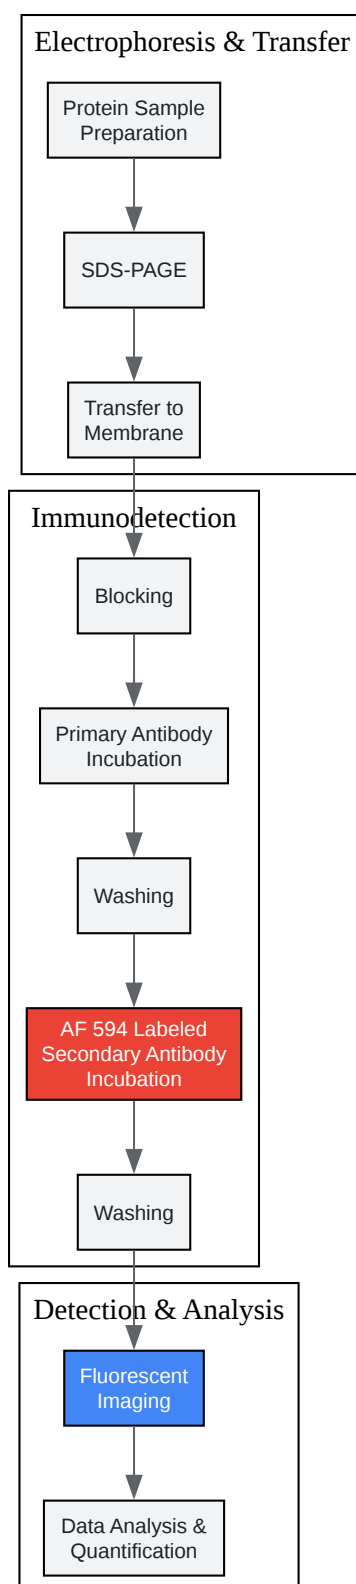 Electrophoresis & Transfer
Protein Sample
Preparation
SDS-PAGE
Transfer to
Membrane
Immunodetection
Blocking
Primary Antibody
Incubation
Washing
AF 594 Labeled
Secondary Antibody
Incubation
Washing
Detection & Analysis
Fluorescent
Imaging
Data Analysis &
Quantification